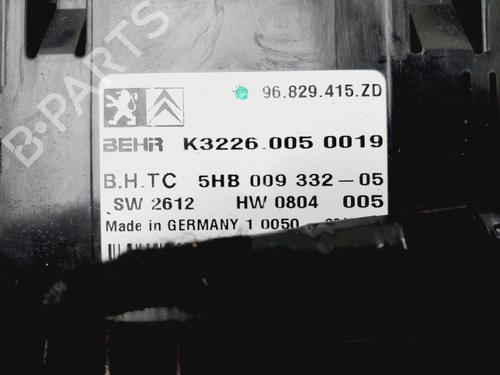 96.829.415.ZD
BEHR K3226.005 0019
B.H.TC 5HB 009 332-05
SW 2612 HW 0804 005
Made in GERMANY 1 0050
B-PARTS